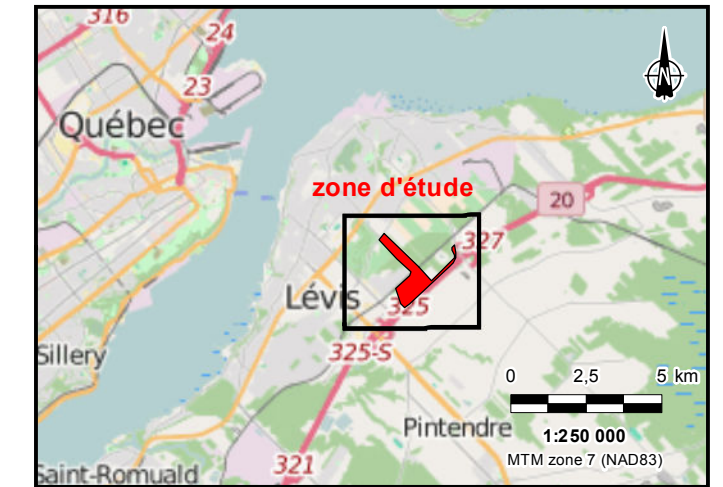 316
24
23
N
Québec
zone d'étude
20
327
Lévis
325
Sillery
325-S
0 2,5 5 km
Pintendre
1:250 000
MTM zone 7 (NAD83)
321
Saint-Romuald